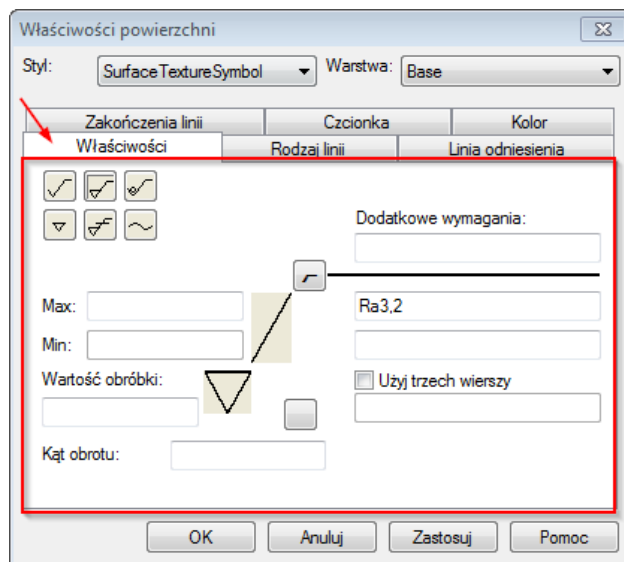 Właściwości powierzchni
Styl: SurfaceTextureSymbol Warstwa: Base
Zakończenia linii Czcionka Kolor
Właściwości Rodzaj linii Linia odniesienia
Dodatkowe wymagania:
Max: Ra3,2
Min:
Wartość obróbki: Użyj trzech wierszy
Kąt obrotu:
OK Anuluj Zastosuj Pomoc